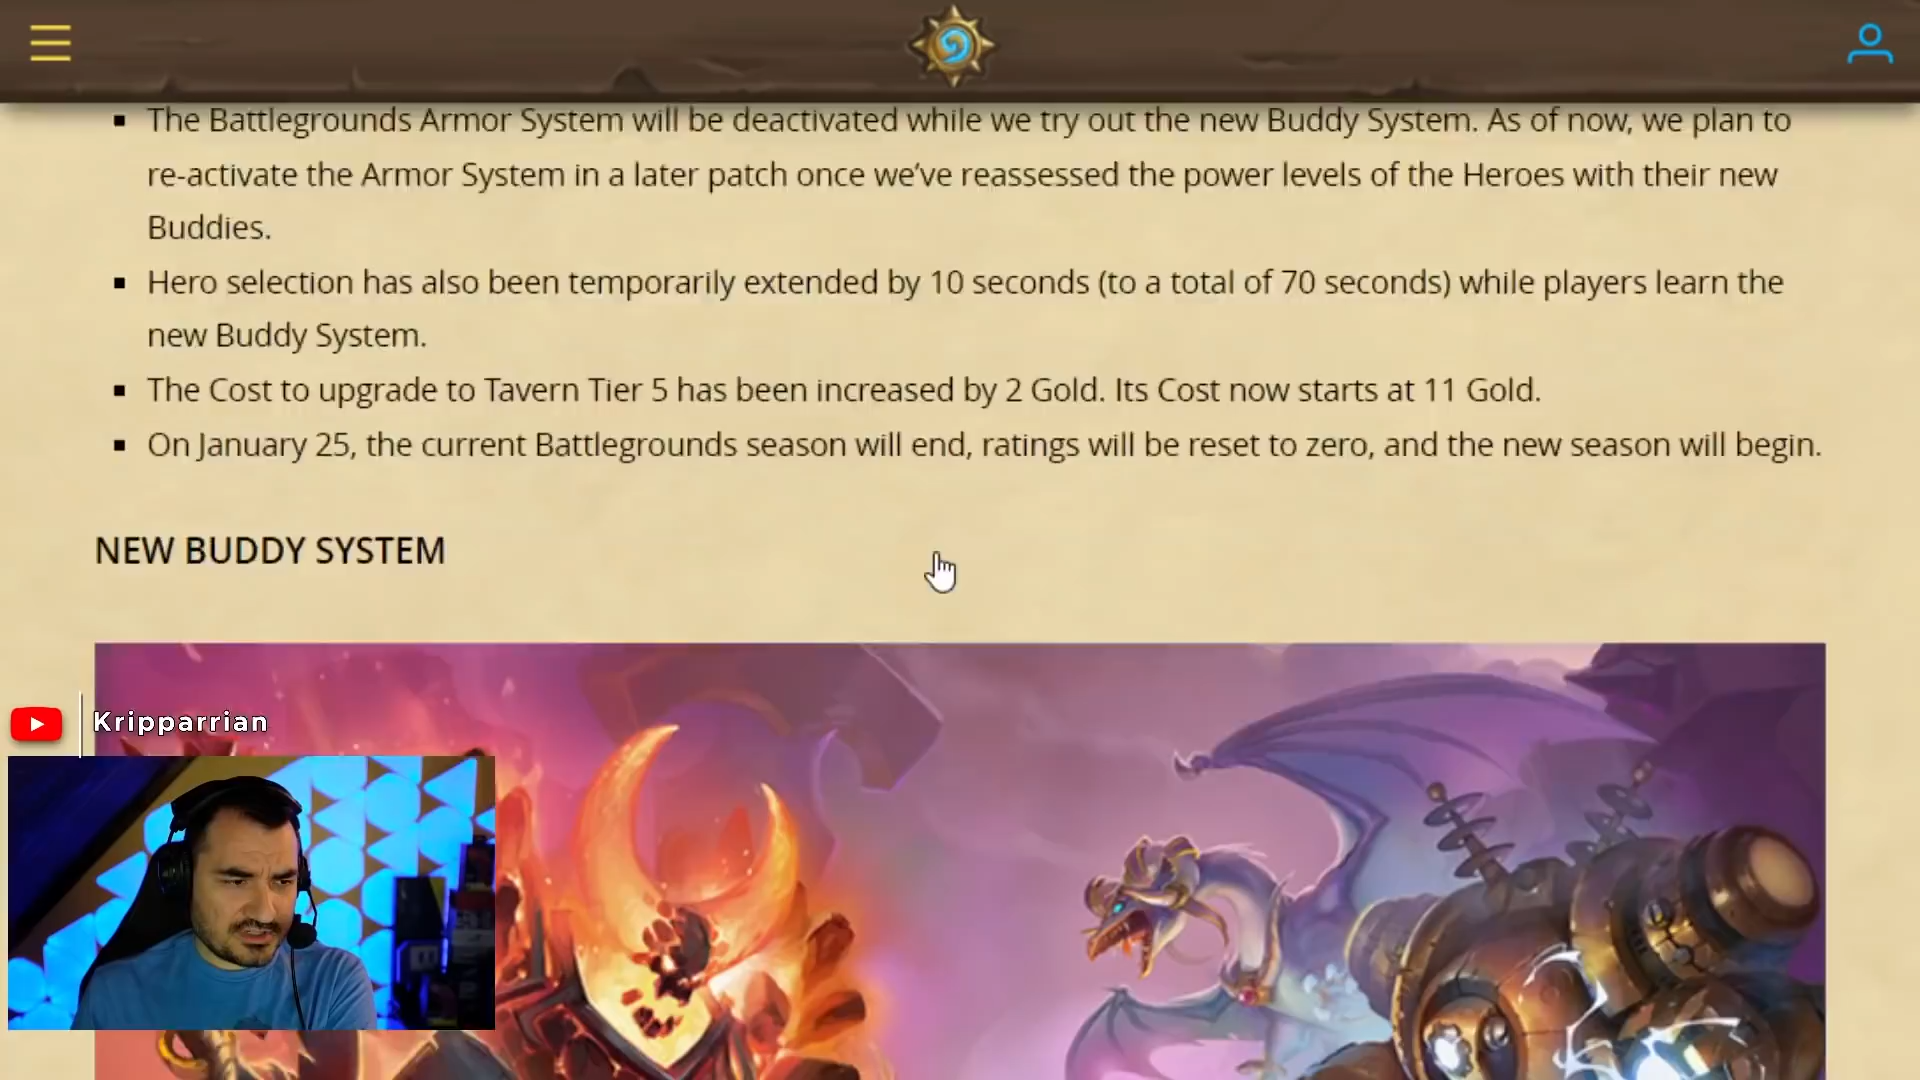 The Battlegrounds Armor System will be deactivated while we try out the new Buddy System. As of now, we plan to
re-activate the Armor System in a later patch once we’ve reassessed the power levels of the Heroes with their new
Buddies.
Hero selection has also been temporarily extended by 10 seconds (to a total of 70 seconds) while players learn the
new Buddy System.
The Cost to upgrade to Tavern Tier 5 has been increased by 2 Gold. Its Cost now starts at 11 Gold.
On January 25, the current Battlegrounds season will end, ratings will be reset to zero, and the new season will begin.
NEW BUDDY SYSTEM
Kripparrian